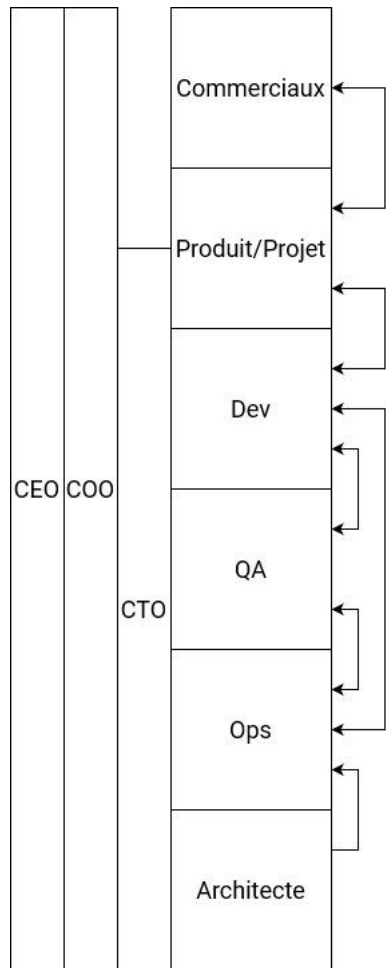 Commerciaux
Produit/Projet
Dev
CEO
COO
QA
CTO
Ops
Architecte